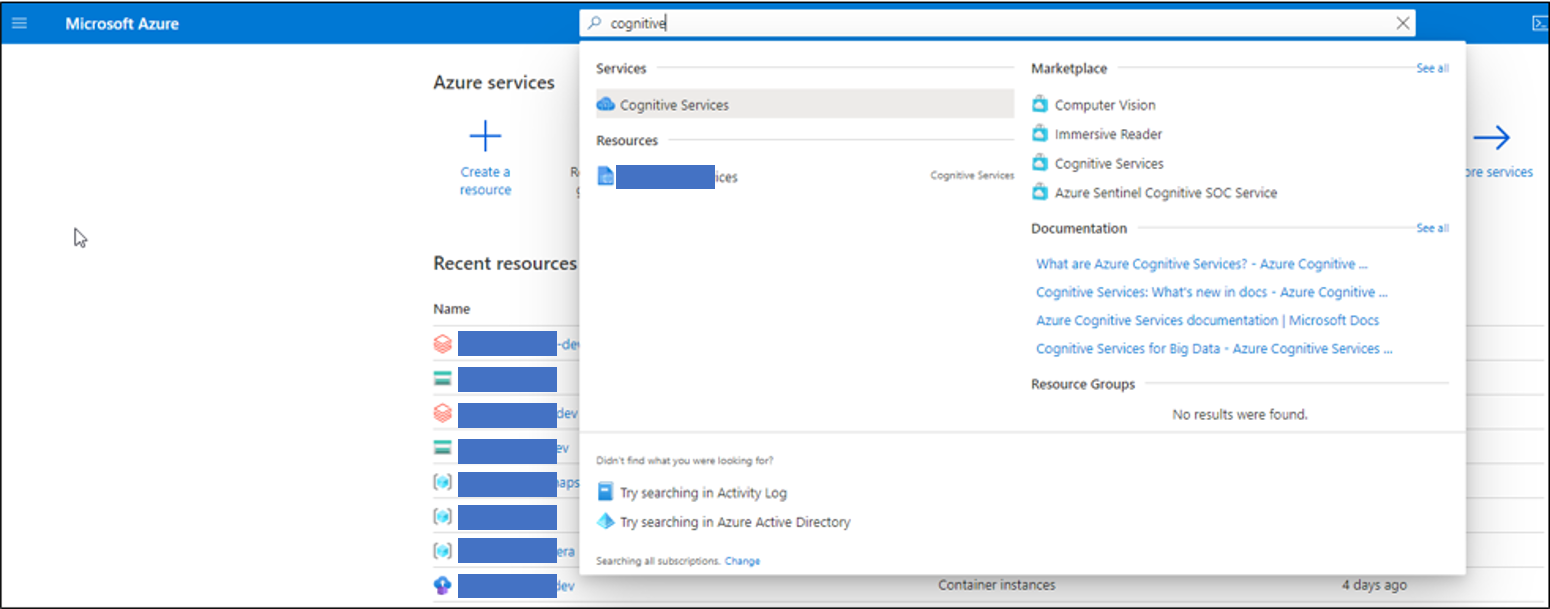 Microsoft Azure
cognitive
Azure services
Create a
resource
ore services
Recent resources
Name
-dev
dev
ev
aps
era
dev
Container instances
4 days ago
Services
Cognitive Services
Resources
ices
Cognitive Services
Marketplace
See all
Computer Vision
Immersive Reader
Cognitive Services
Azure Sentinel Cognitive SOC Service
Documentation
See all
What are Azure Cognitive Services? - Azure Cognitive ...
Cognitive Services: What's new in docs - Azure Cognitive ...
Azure Cognitive Services documentation | Microsoft Docs
Cognitive Services for Big Data - Azure Cognitive Services ...
Resource Groups
No results were found.
Didn't find what you were looking for?
Try searching in Activity Log
Try searching in Azure Active Directory
Searching all subscriptions. Change